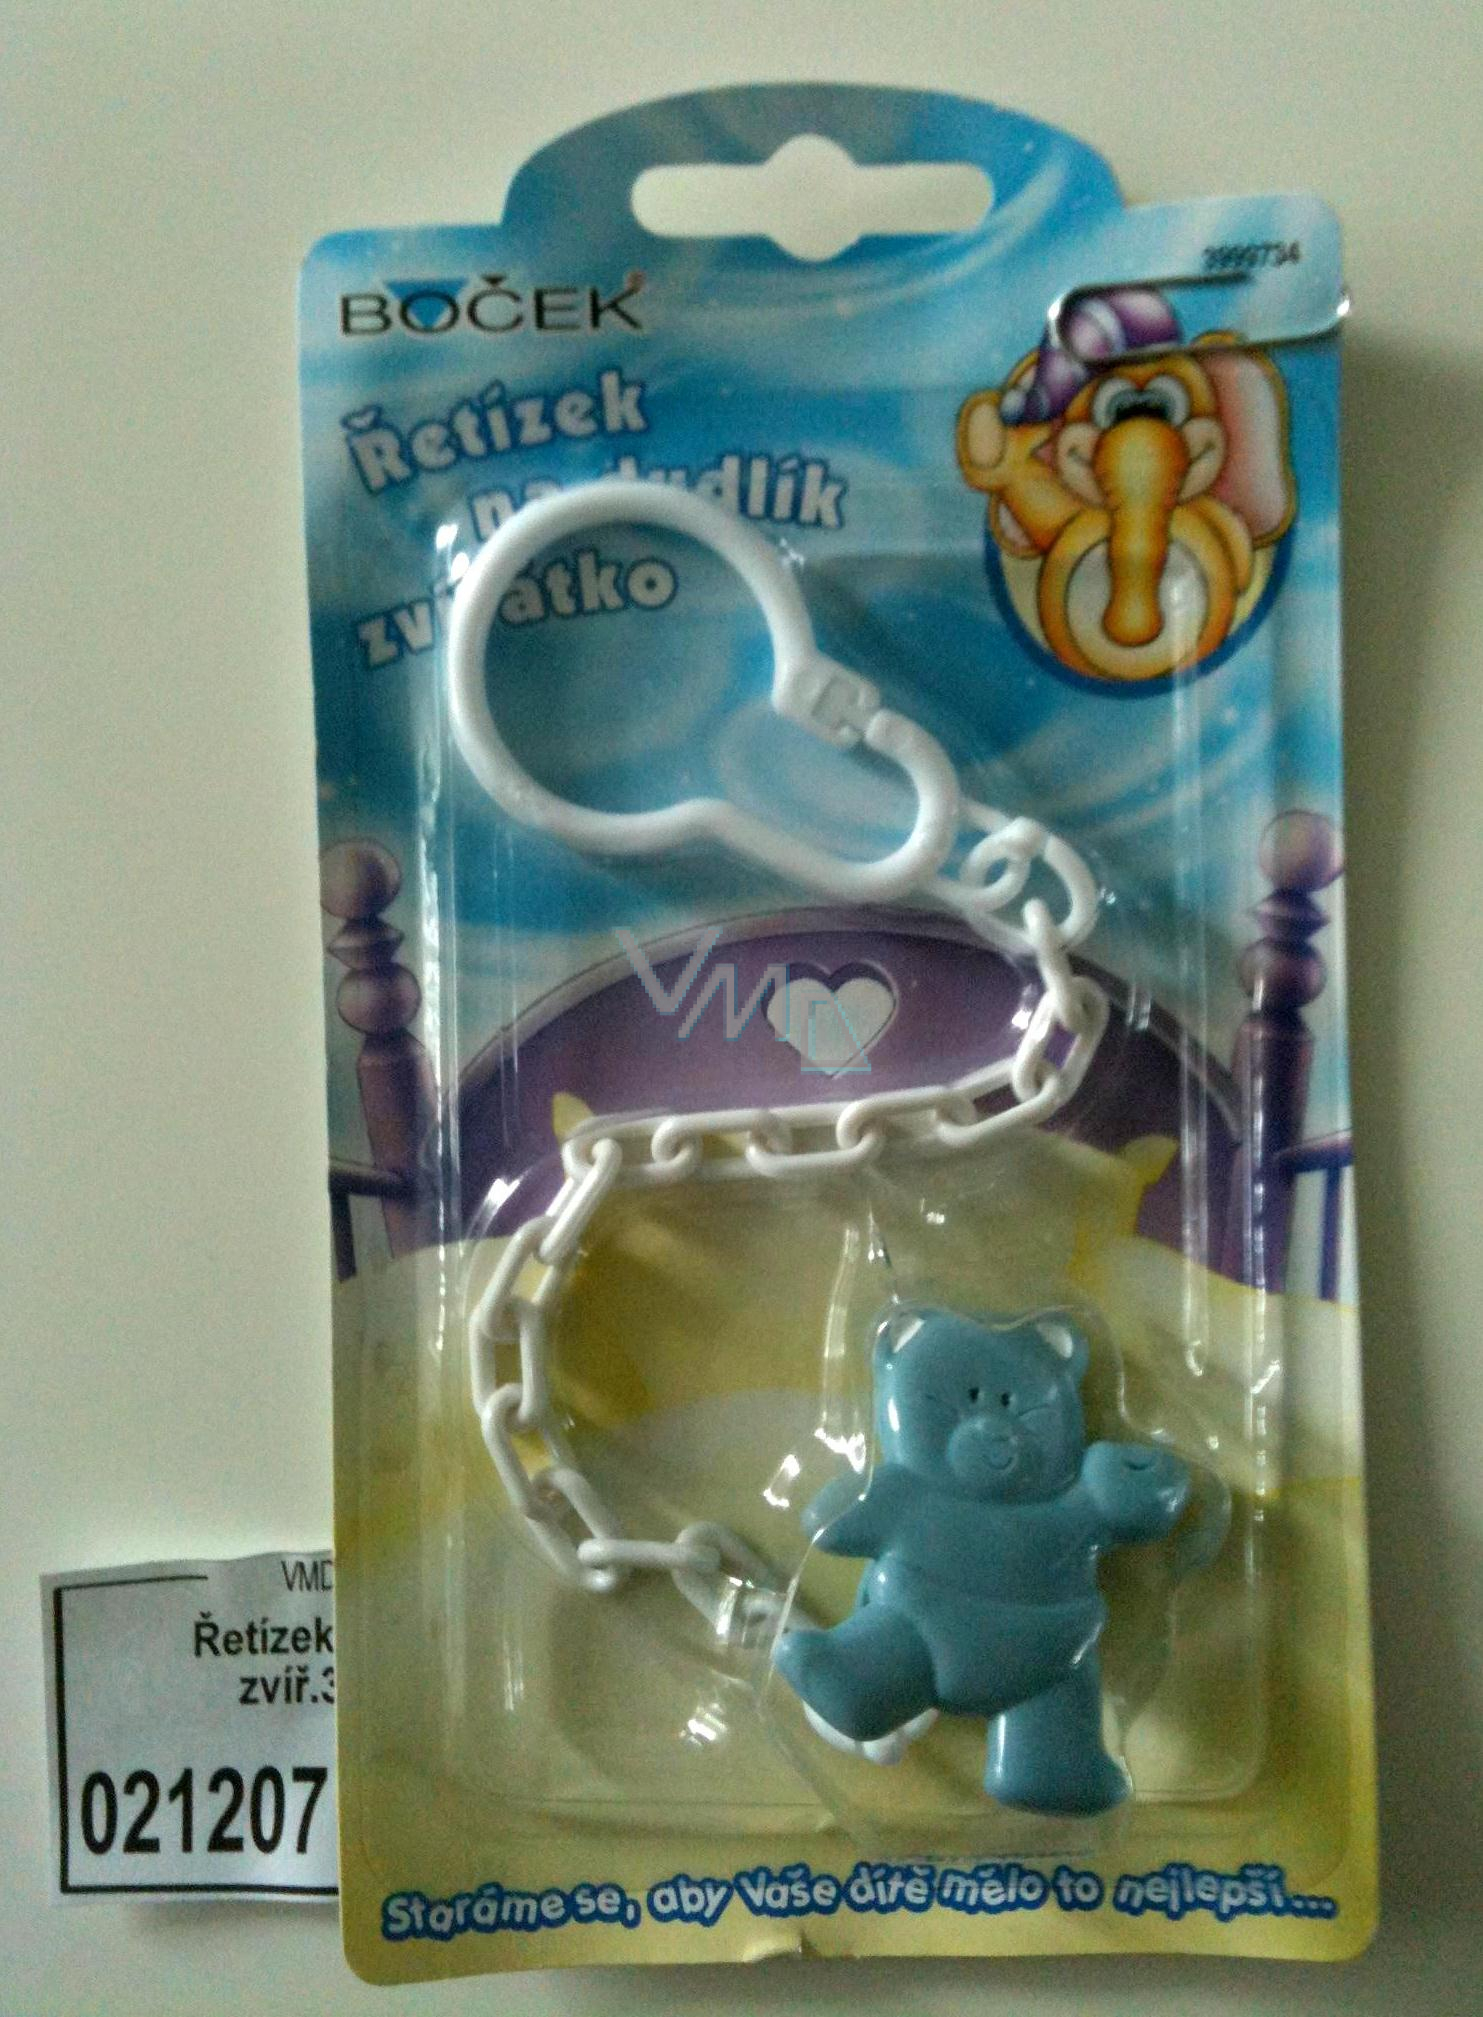 3999734
BOČEK
Řetízek
na dudlík
zvířátko
VMD
VMD
Řetízek
zvíř.3
021207
Staráme se, aby Vaše dítě mělo to nejlepší...